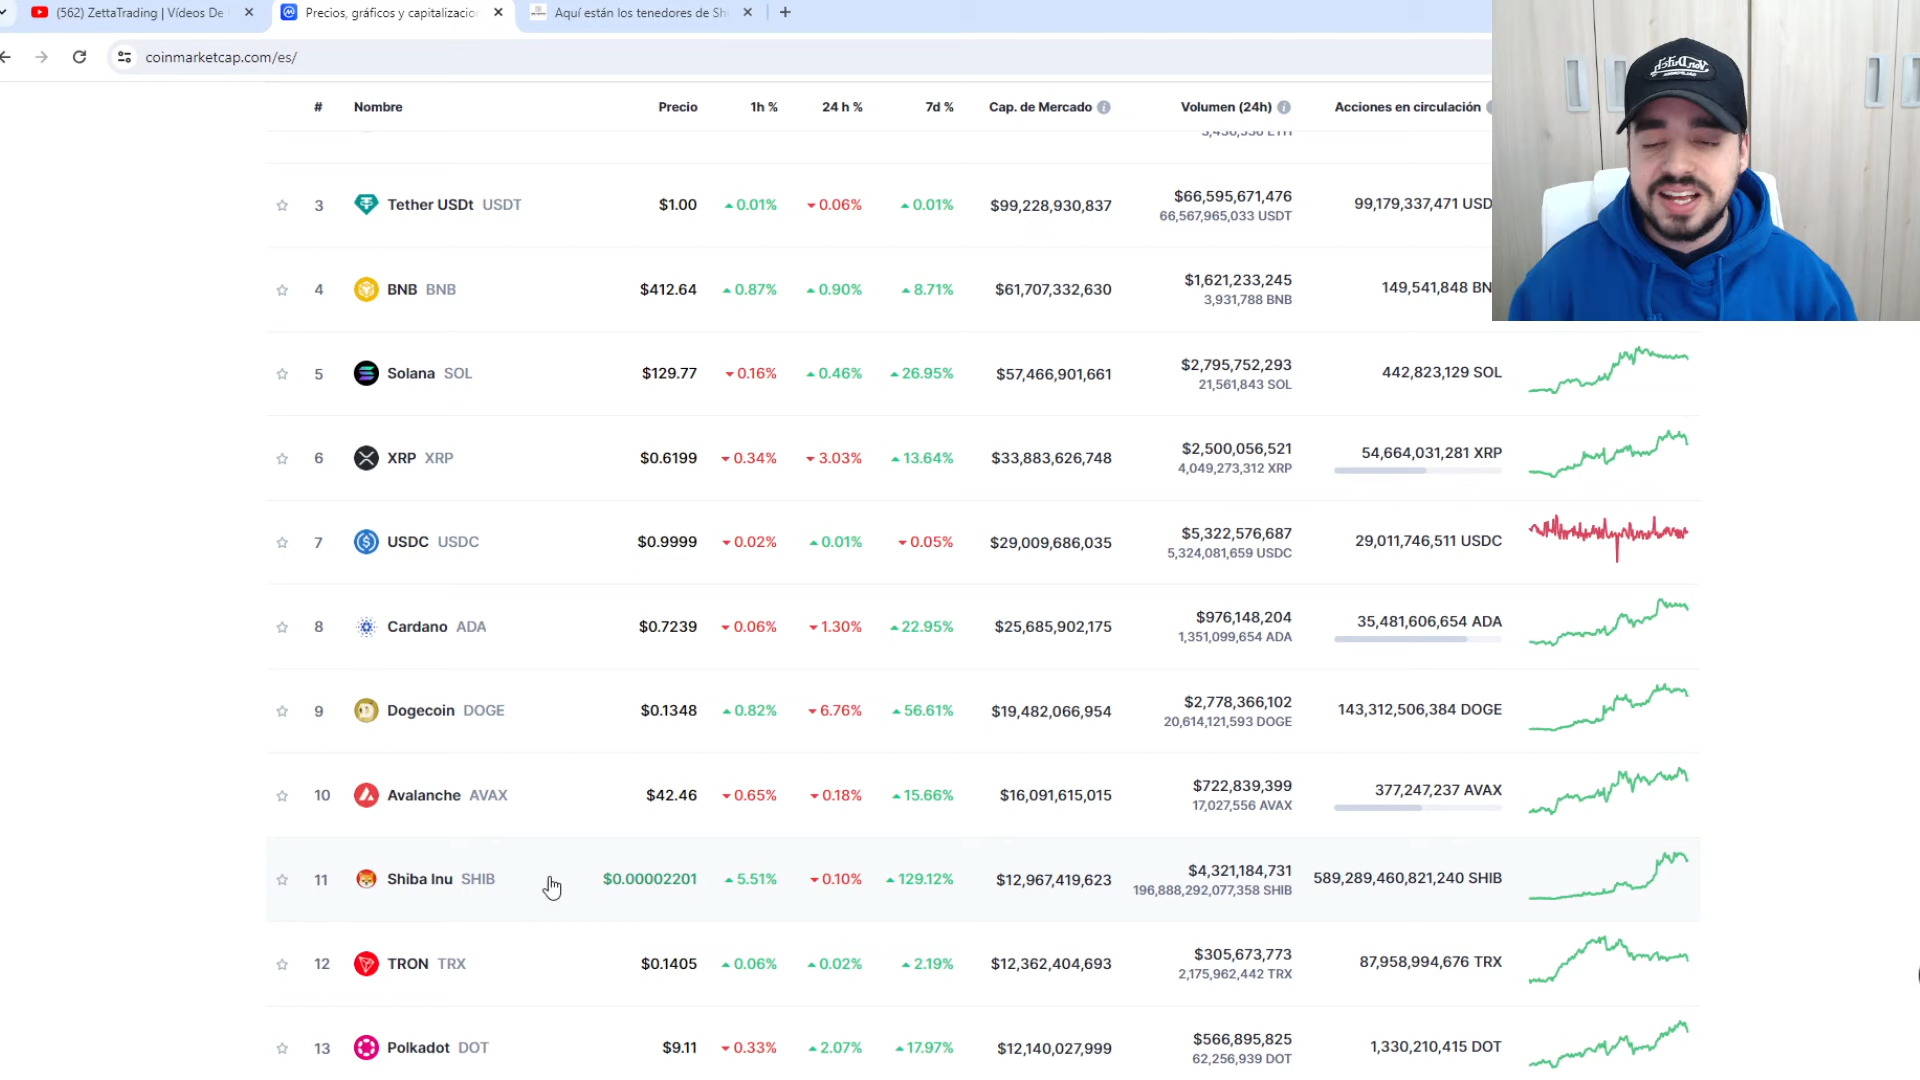 (562) ZettaTrading | Vídeos De
Precios, gráficos y capitalizacio
Aquí están los tenedores de Shi
coinmarketcap.com/es/
# Nombre Precio 1h % 24 h % 7d % Cap. de Mercado Volumen (24h) Acciones en circulación
3,436,336 ETH
3 Tether USDt USDT $1.00 0.01% 0.06% 0.01% $99,228,930,837 $66,595,671,476 99,179,337,471 USD
66,567,965,033 USDT
4 BNB BNB $412.64 0.87% 0.90% 8.71% $61,707,332,630 $1,621,233,245 149,541,848 BN
3,931,788 BNB
5 Solana SOL $129.77 0.16% 0.46% 26.95% $57,466,901,661 $2,795,752,293 442,823,129 SOL
21,561,843 SOL
6 XRP XRP $0.6199 0.34% 3.03% 13.64% $33,883,626,748 $2,500,056,521 54,664,031,281 XRP
4,049,273,312 XRP
7 USDC USDC $0.9999 0.02% 0.01% 0.05% $29,009,686,035 $5,322,576,687 29,011,746,511 USDC
5,324,081,659 USDC
8 Cardano ADA $0.7239 0.06% 1.30% 22.95% $25,685,902,175 $976,148,204 35,481,606,654 ADA
1,351,099,654 ADA
9 Dogecoin DOGE $0.1348 0.82% 6.76% 56.61% $19,482,066,954 $2,778,366,102 143,312,506,384 DOGE
20,614,121,593 DOGE
10 Avalanche AVAX $42.46 0.65% 0.18% 15.66% $16,091,615,015 $722,839,399 377,247,237 AVAX
17,027,556 AVAX
11 Shiba Inu SHIB $0.00002201 5.51% 0.10% 129.12% $12,967,419,623 $4,321,184,731 589,289,460,821,240 SHIB
196,888,292,077,358 SHIB
12 TRON TRX $0.1405 0.06% 0.02% 2.19% $12,362,404,693 $305,673,773 87,958,994,676 TRX
2,175,962,442 TRX
13 Polkadot DOT $9.11 0.33% 2.07% 17.97% $12,140,027,999 $566,895,825 1,330,210,415 DOT
62,256,939 DOT